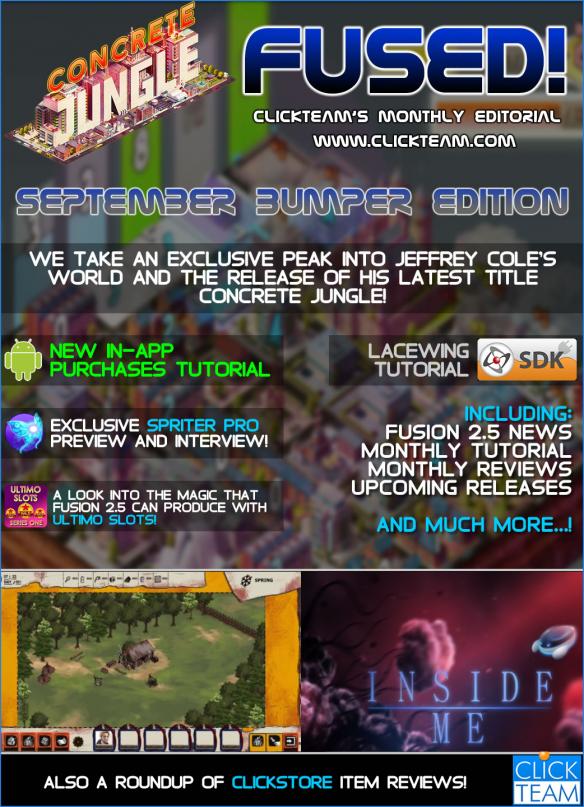 CONCRETE
JUNGLE
FUSED!
CLICKTEAM'S MONTHLY EDITORIAL
WWW.CLICKTEAM.COM
SEPTEMBER BUMPER EDITION
WE TAKE AN EXCLUSIVE PEAK INTO JEFFREY COLE'S
WORLD AND THE RELEASE OF HIS LATEST TITLE
CONCRETE JUNGLE!
NEW IN-APP
PURCHASES TUTORIAL
LACEWING
TUTORIAL
SDK
EXCLUSIVE SPRITER PRO
PREVIEW AND INTERVIEW!
ULTIMO
SLOTS
SERIES ONE
A LOOK INTO THE MAGIC THAT
FUSION 2.5 CAN PRODUCE WITH
ULTIMO SLOTS!
INCLUDING:
FUSION 2.5 NEWS
MONTHLY TUTORIAL
MONTHLY REVIEWS
UPCOMING RELEASES
AND MUCH MORE...!
SPRING
INSIDE
ME
ALSO A ROUNDUP OF CLICKSTORE ITEM REVIEWS!
CLICK
TEAM